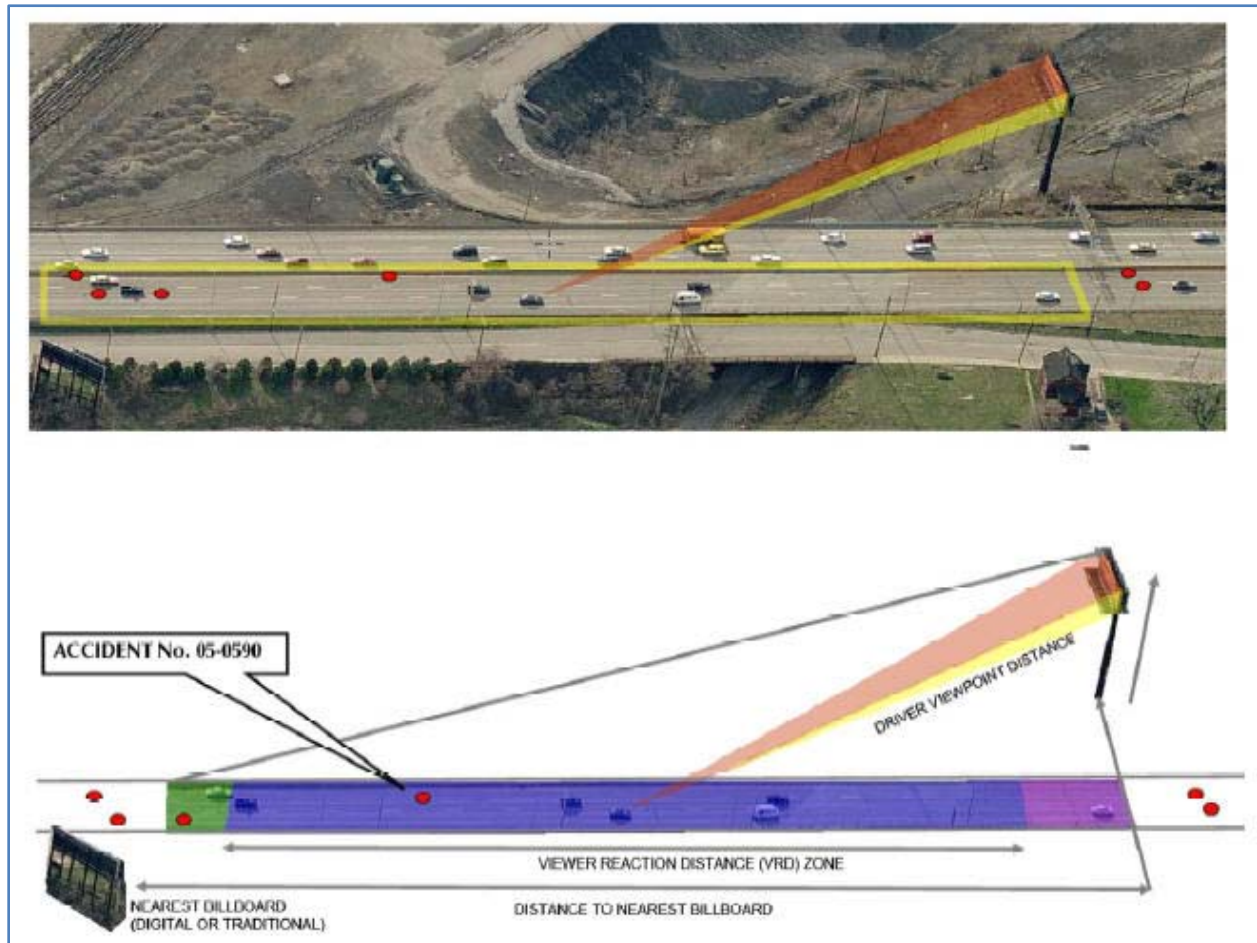 ACCIDENT No. 05-0590
DRIVER VIEWPOINT DISTANCE
VIEWER REACTION DISTANCE (VRD) ZONE
NEAREST BILLBOARD
(DIGITAL OR TRADITIONAL)
DISTANCE TO NEAREST BILLBOARD